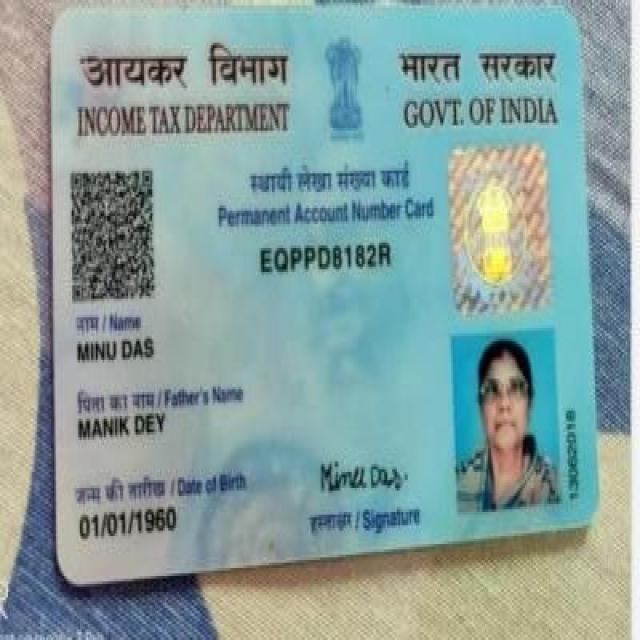 आयकर विभाग
INCOME TAX DEPARTMENT
भारत सरकार
GOVT. OF INDIA
स्थायी लेखा संख्या कार्ड
Permanent Account Number Card
EQPPD8182R
नाम / Name
MINU DAS
पिता का नाम / Father's Name
MANIK DEY
जन्म की तारीख / Date of Birth
01/01/1960
Minu Das.
हस्ताक्षर / Signature
13062018